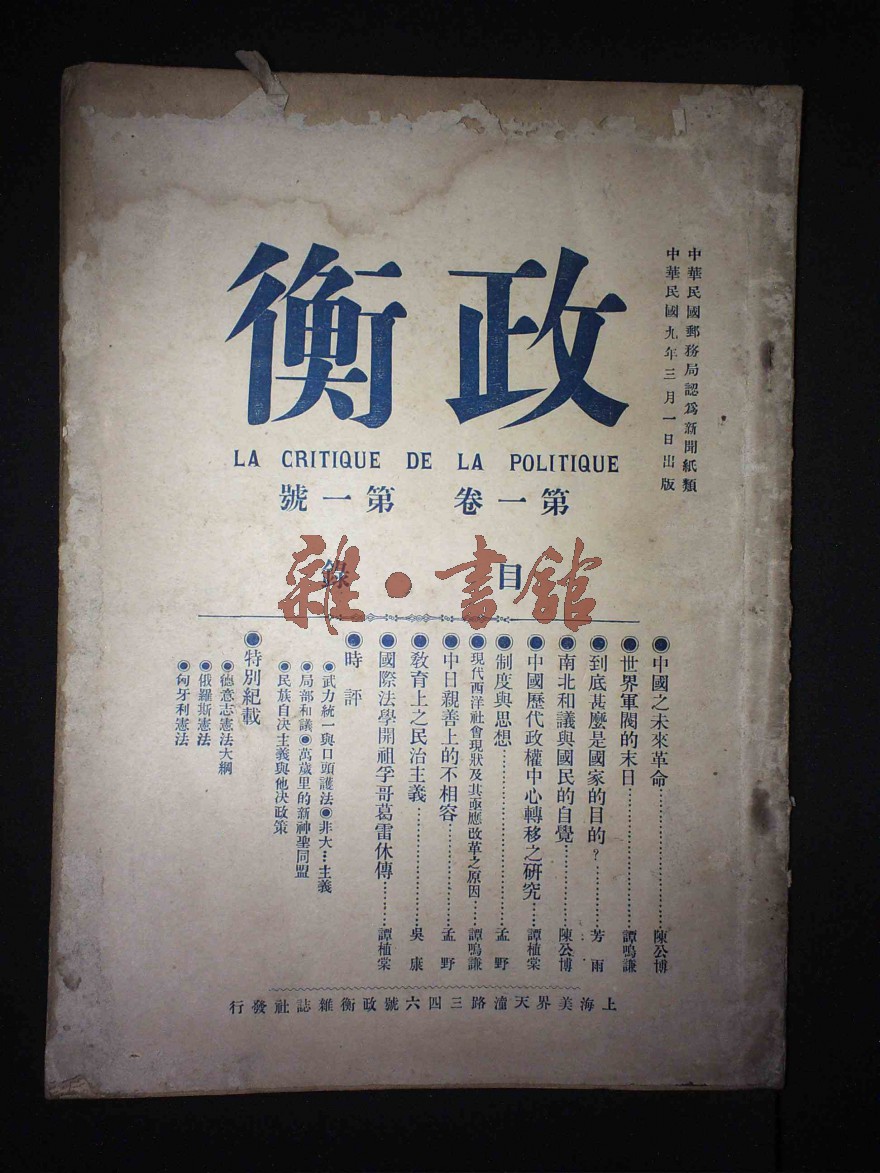 中華民國郵務局認爲新聞紙類
中華民國九年三月一日出版
政衡
LA CRITIQUE DE LA POLITIQUE
第一卷 第一號
目錄
雜·書館
◉中國之未來革命……陳公博
◉世界軍閥的末日……譚鳴謙
◉到底甚麼是國家的目的?……芳雨
◉南北和議與國民的自覺……陳公博
◉中國歷代政權中心轉移之研究……譚植棠
◉制度與思想……孟野
◉現代西洋社會現狀及其亟應改革之原因……譚鳴謙
◉中日親善上的不相容……孟野
◉教育上之民治主義……吳康
◉國際法學開祖孚哥葛雷休傳……譚植棠
◉時評
◉武力統一與口頭護法◉非大…主義
◉局部和議◉萬歲里的新神聖同盟
◉民族自決主義與他决政策
◉特別紀載
◉德意志憲法大綱
◉俄羅斯憲法
◉匈牙利憲法
上海美界天潼路三四六號政衡雜誌社發行